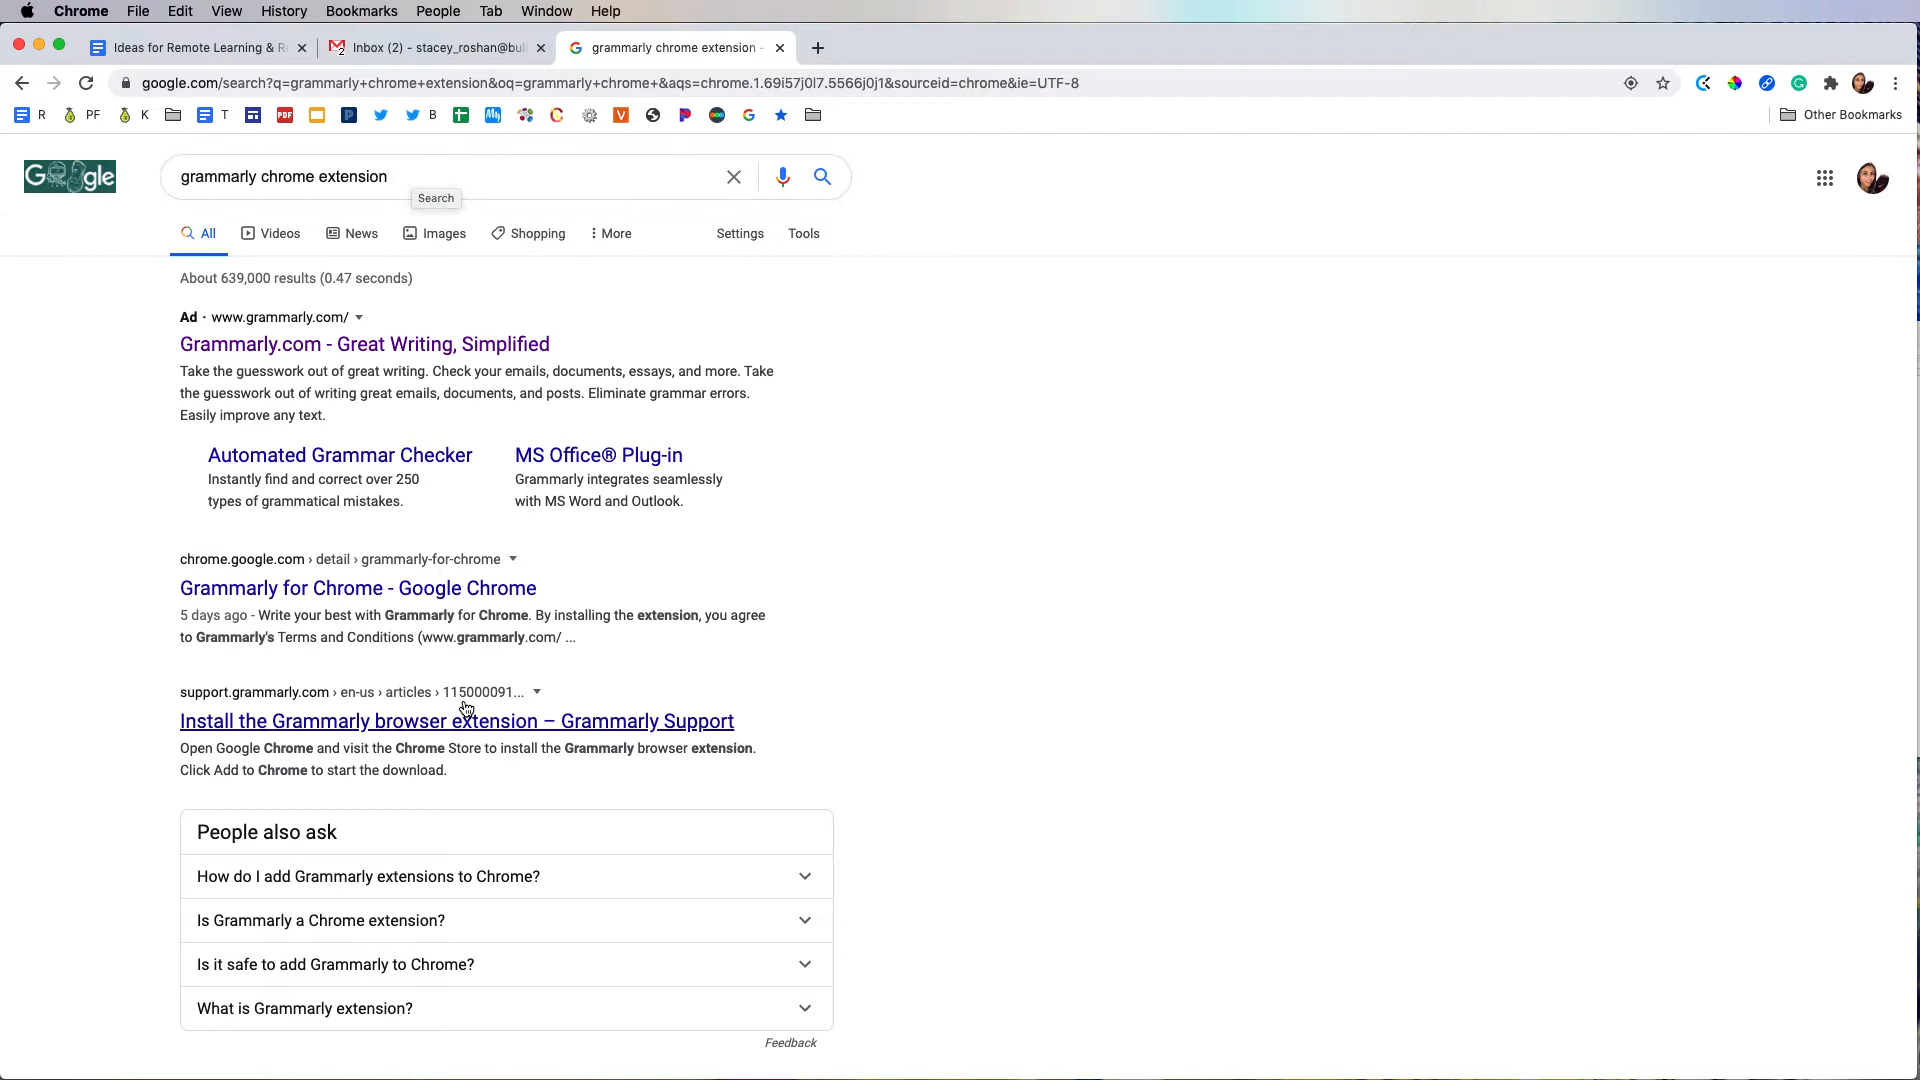 Chrome File Edit View History Bookmarks People Tab Window Help
Ideas for Remote Learning & R
Inbox (2) - stacey_roshan@bul
grammarly chrome extension -
google.com/search?q=grammarly+chrome+extension&oq=grammarly+chrome+&aqs=chrome.1.69i57j0l7.5566j0j1&sourceid=chrome&ie=UTF-8
R PF K T PDF B My V Other Bookmarks
Google
grammarly chrome extension
Search
All Videos News Images Shopping More Settings Tools
About 639,000 results (0.47 seconds)
Ad · www.grammarly.com/
Grammarly.com - Great Writing, Simplified
Take the guesswork out of great writing. Check your emails, documents, essays, and more. Take
the guesswork out of writing great emails, documents, and posts. Eliminate grammar errors.
Easily improve any text.
Automated Grammar Checker
Instantly find and correct over 250
types of grammatical mistakes.
MS Office® Plug-in
Grammarly integrates seamlessly
with MS Word and Outlook.
chrome.google.com › detail › grammarly-for-chrome
Grammarly for Chrome - Google Chrome
5 days ago - Write your best with Grammarly for Chrome. By installing the extension, you agree
to Grammarly's Terms and Conditions (www.grammarly.com/ ...
support.grammarly.com › en-us › articles › 115000091...
Install the Grammarly browser extension – Grammarly Support
Open Google Chrome and visit the Chrome Store to install the Grammarly browser extension.
Click Add to Chrome to start the download.
People also ask
How do I add Grammarly extensions to Chrome?
Is Grammarly a Chrome extension?
Is it safe to add Grammarly to Chrome?
What is Grammarly extension?
Feedback